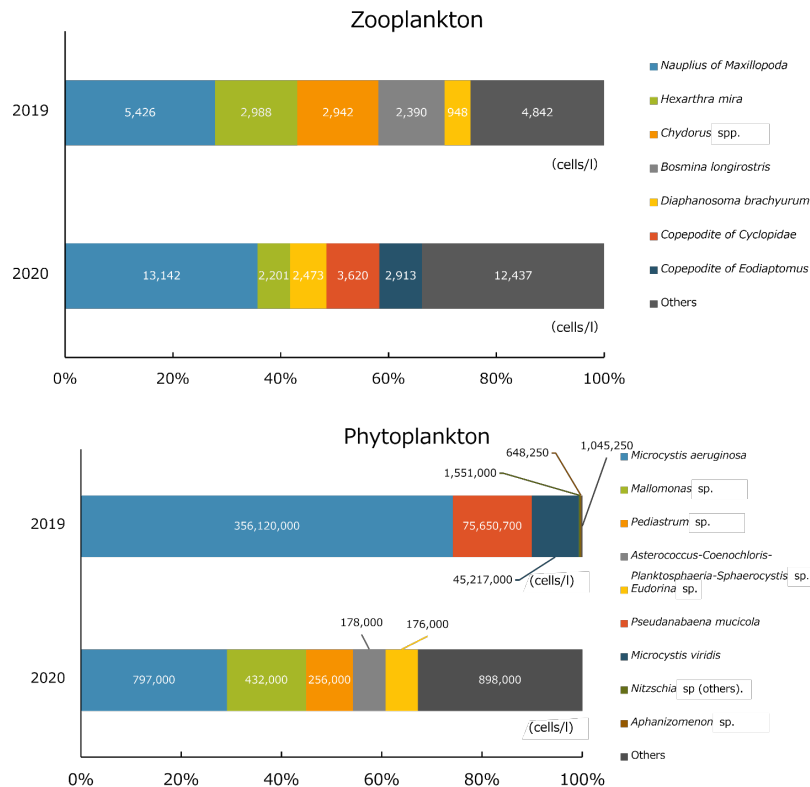 Zooplankton
2019
5,426
2,988
2,942
2,390
948
4,842
(cells/l)
2020
13,142
2,201
2,473
3,620
2,913
12,437
(cells/l)
0%
20%
40%
60%
80%
100%
Nauplius of Maxillopoda
Hexarthra mira
Chydorus spp.
Bosmina longirostris
Diaphanosoma brachyurum
Copepodite of Cyclopidae
Copepodite of Eodiaptomus
Others
Phytoplankton
2019
356,120,000
75,650,700
45,217,000
1,551,000
648,250
1,045,250
(cells/l)
2020
797,000
432,000
256,000
178,000
176,000
898,000
(cells/l)
0%
20%
40%
60%
80%
100%
Microcystis aeruginosa
Mallomonas sp.
Pediastrum sp.
Asterococcus-Coenochloris-
Planktosphaeria-Sphaerocystis sp.
Eudorina sp.
Pseudanabaena mucicola
Microcystis viridis
Nitzschia sp (others).
Aphanizomenon sp.
Others